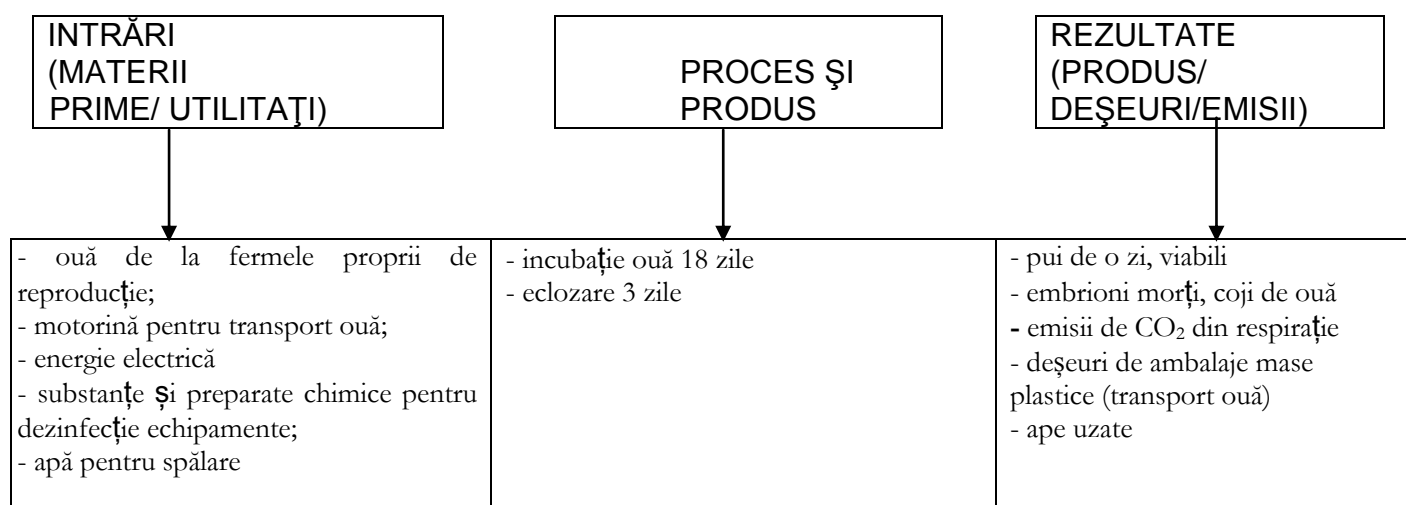 INTRĂRI
(MATERII
PRIME/ UTILITAŢI)
PROCES ŞI
PRODUS
REZULTATE
(PRODUS/
DEŞEURI/EMISII)
- ouă de la fermele proprii de
reproducție;
- motorină pentru transport ouă;
- energie electrică
- substanțe și preparate chimice pentru
dezinfecție echipamente;
- apă pentru spălare
- incubație ouă 18 zile
- eclozare 3 zile
- pui de o zi, viabili
- embrioni morți, coji de ouă
- emisii de CO₂ din respirație
- deșeuri de ambalaje mase
plastice (transport ouă)
- ape uzate